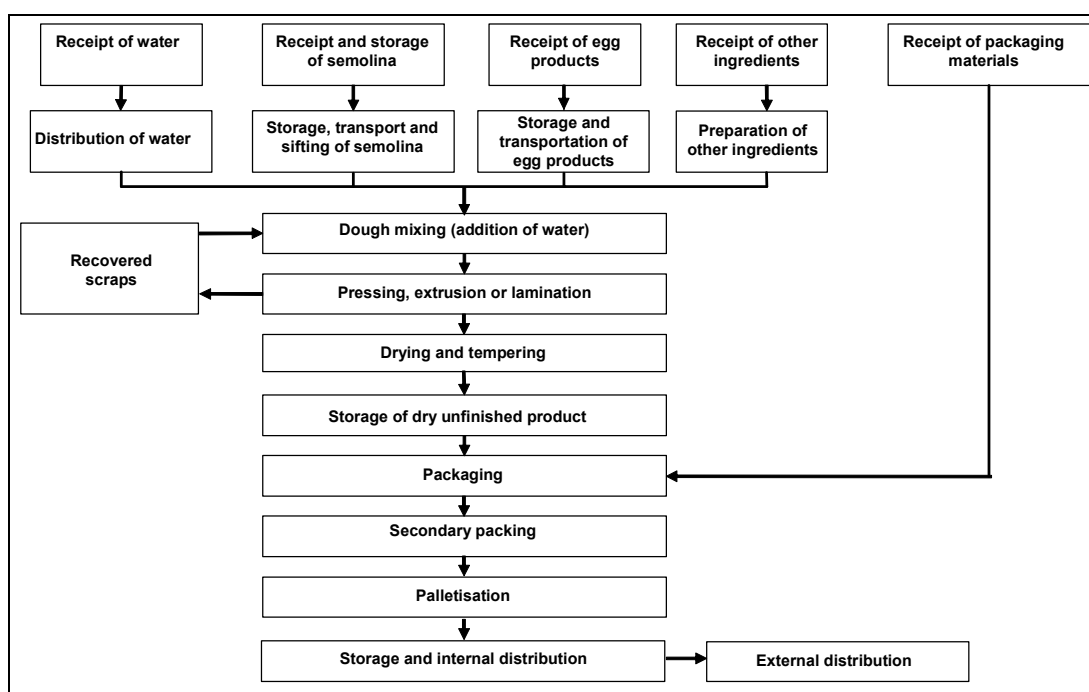 Receipt of water
Receipt and storage
of semolina
Receipt of egg
products
Receipt of other
ingredients
Receipt of packaging
materials
Distribution of water
Storage, transport and
sifting of semolina
Storage and
transportation of
egg products
Preparation of
other ingredients
Dough mixing (addition of water)
Recovered
scraps
Pressing, extrusion or lamination
Drying and tempering
Storage of dry unfinished product
Packaging
Secondary packing
Palletisation
Storage and internal distribution
External distribution